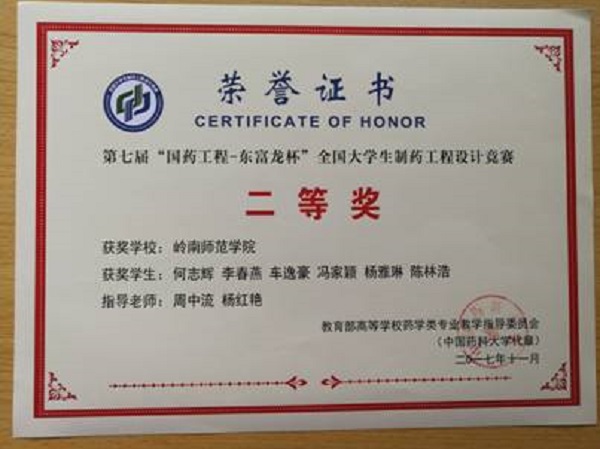 荣誉证书
CERTIFICATE OF HONOR
第七届“国药工程-东富龙杯”全国大学生制药工程设计竞赛
二等奖
获奖学校：岭南师范学院
获奖学生：何志辉 李春燕 车逸豪 冯家颖 杨雅琳 陈林浩
指导老师：周中流 杨红艳
教育部高等学校药学类专业教学指导委员会
（中国药科大学代章）
二〇一七年十一月